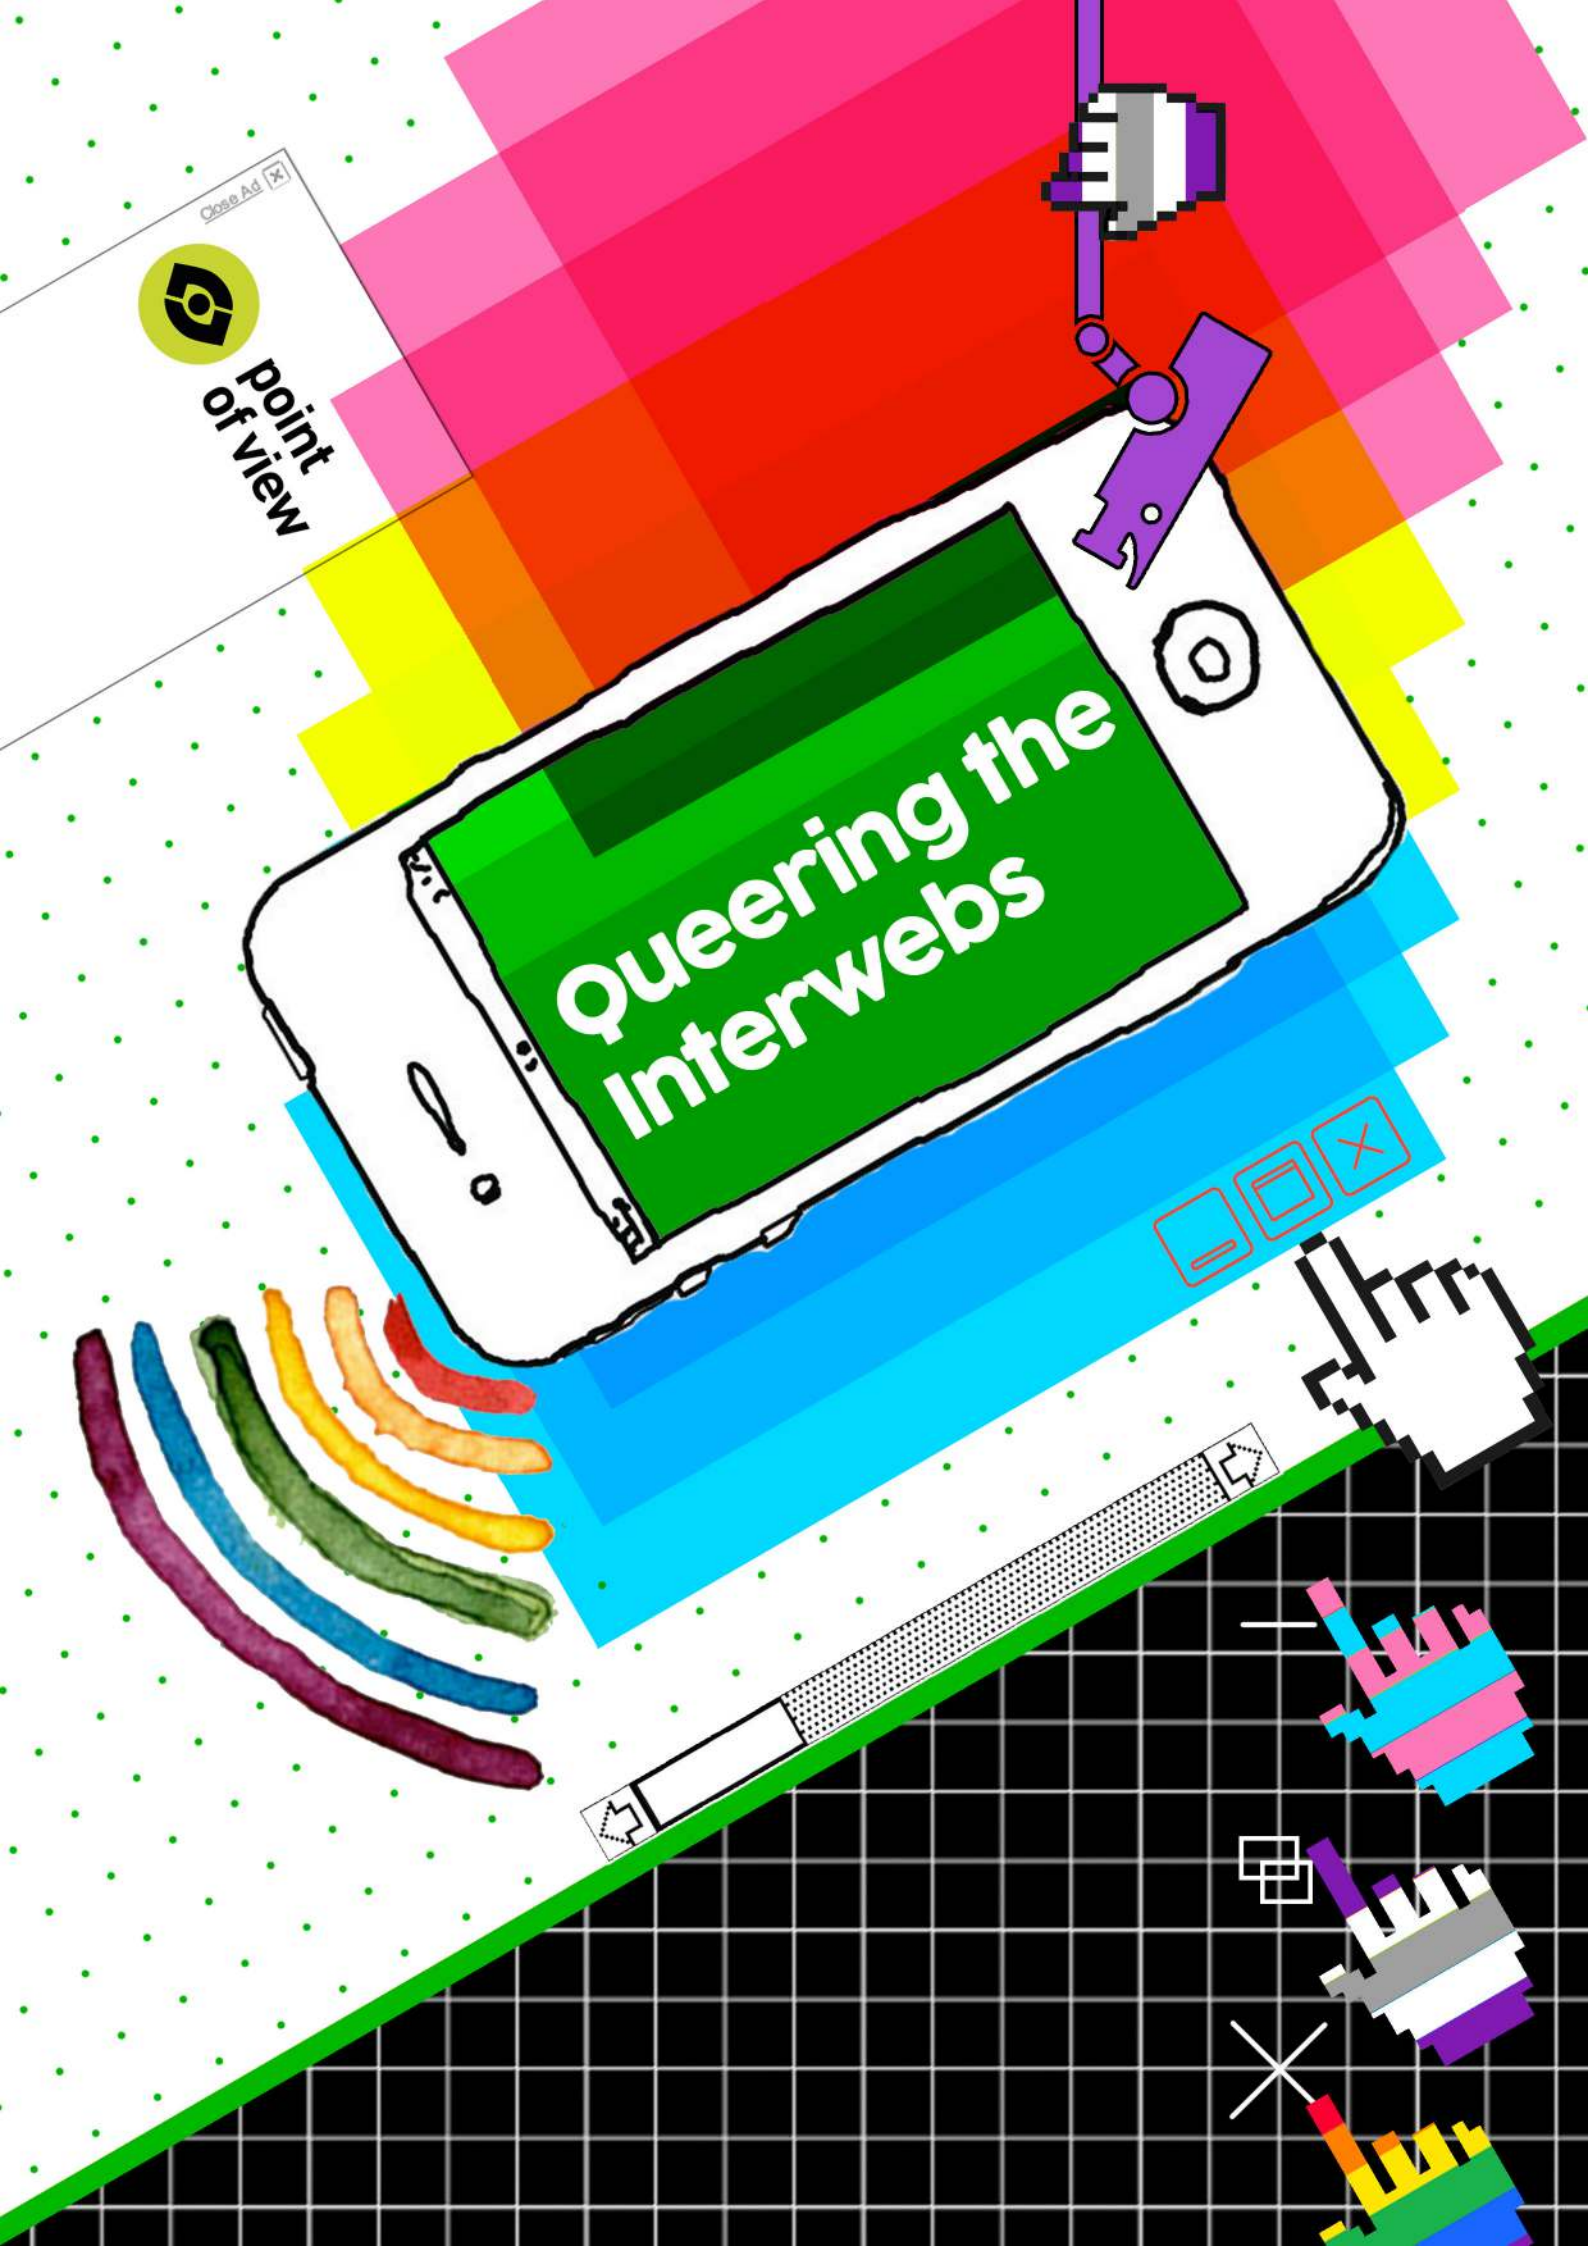 Close Ad
point
of view
Queering the
Interwebs